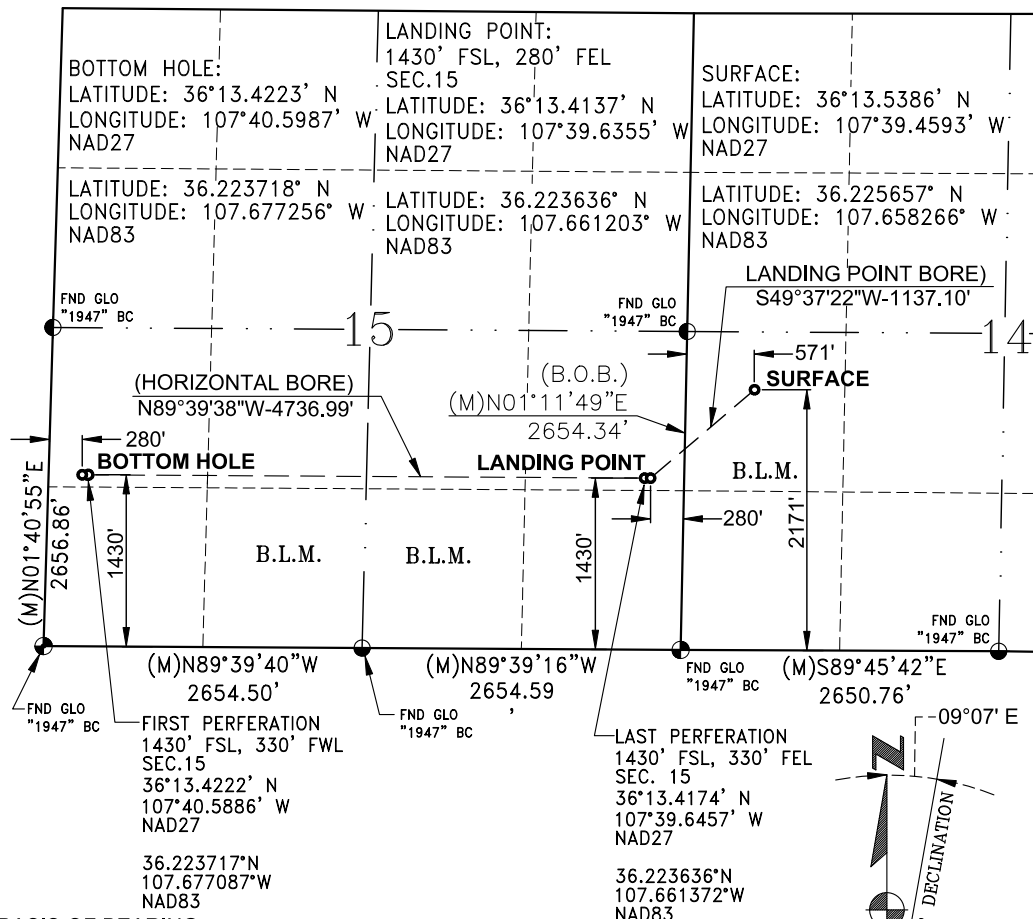 BOTTOM HOLE:
LATITUDE: 36°13.4223' N
LONGITUDE: 107°40.5987' W
NAD27
LATITUDE: 36.223718° N
LONGITUDE: 107.677256° W
NAD83
LANDING POINT:
1430' FSL, 280' FEL
SEC.15
LATITUDE: 36°13.4137' N
LONGITUDE: 107°39.6355' W
NAD27
LATITUDE: 36.223636° N
LONGITUDE: 107.661203° W
NAD83
SURFACE:
LATITUDE: 36°13.5386' N
LONGITUDE: 107°39.4593' W
NAD27
LATITUDE: 36.225657° N
LONGITUDE: 107.658266° W
NAD83
LANDING POINT BORE)
S49°37'22"W-1137.10'
FND GLO
"1947" BC
15
FND GLO
"1947" BC
14
571'
SURFACE
(HORIZONTAL BORE)
N89°39'38"W-4736.99'
(B.O.B.)
(M)N01°11'49"E
2654.34'
280'
BOTTOM HOLE
LANDING POINT
B.L.M.
280'
2171'
(M)N01°40'55"E
2656.86'
1430'
B.L.M.
B.L.M.
1430'
FND GLO
"1947" BC
(M)N89°39'40"W
2654.50'
(M)N89°39'16"W
2654.59
'
FND GLO
"1947" BC
(M)S89°45'42"E
2650.76'
FND GLO
"1947" BC
FND GLO
"1947" BC
FIRST PERFERATION
1430' FSL, 330' FWL
SEC.15
36°13.4222' N
107°40.5886' W
NAD27
36.223717°N
107.677087°W
NAD83
LAST PERFERATION
1430' FSL, 330' FEL
SEC. 15
36°13.4174' N
107°39.6457' W
NAD27
36.223636°N
107.661372°W
NAD83
09°07' E
N
DECLINATION